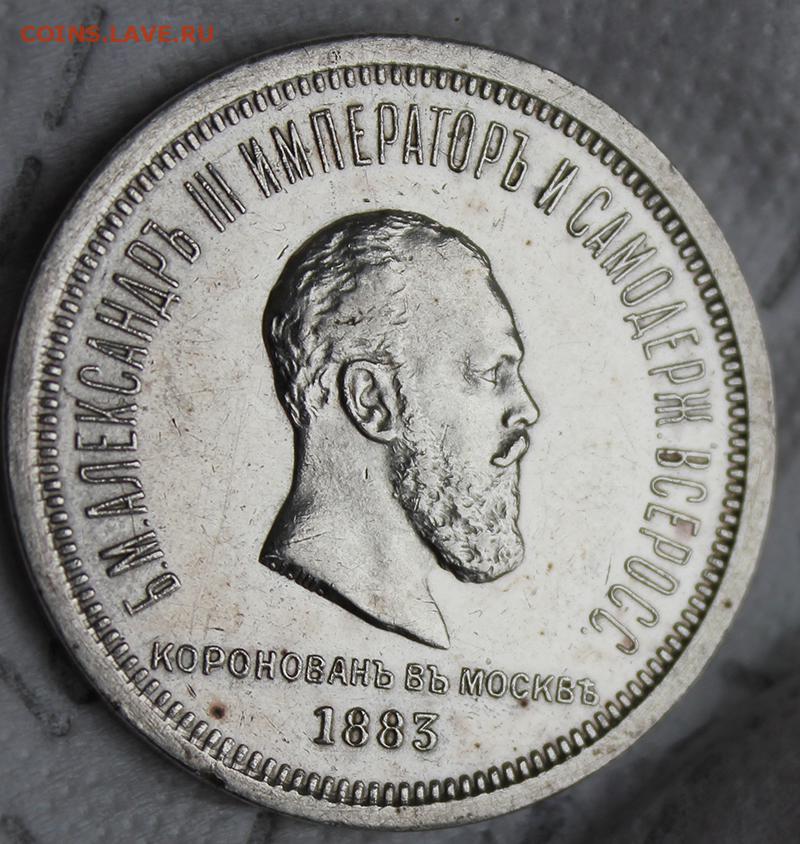 COINS.LAVE.RU
Б.М.АЛЕКСАНДРЪ III ИМПЕРАТОРЪ И САМОДЕРЖ.ВСЕРОСС.
КОРОНОВАНЪ ВЪ МОСКВѢ
1883